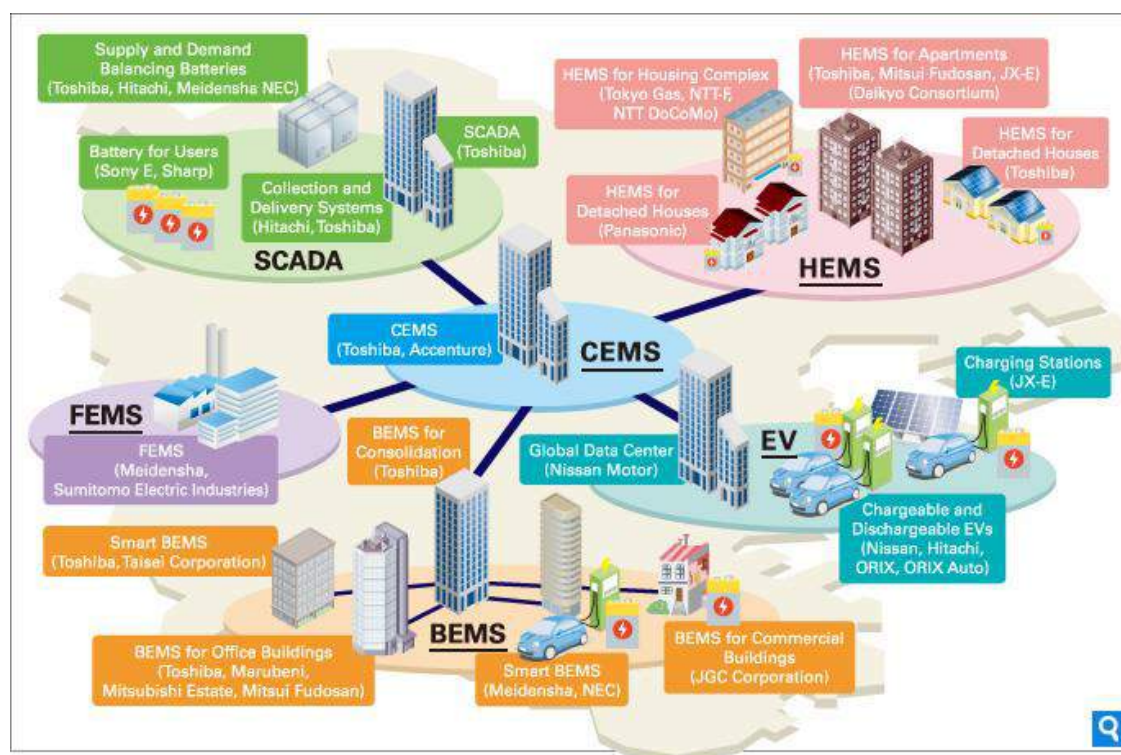 Supply and Demand
Balancing Batteries
(Toshiba, Hitachi, Meidensha NEC)
Battery for Users
(Sony E, Sharp)
SCADA
(Toshiba)
Collection and
Delivery Systems
(Hitachi, Toshiba)
SCADA
HEMS for Housing Complex
(Tokyo Gas, NTT-F,
NTT DoCoMo)
HEMS for Apartments
(Toshiba, Mitsui Fudosan, JX-E)
(Daikyo Consortium)
HEMS for
Detached Houses
(Toshiba)
HEMS for
Detached Houses
(Panasonic)
HEMS
CEMS
(Toshiba, Accenture)
CEMS
FEMS
FEMS
(Meidensha,
Sumitomo Electric Industries)
BEMS for
Consolidation
(Toshiba)
Global Data Center
(Nissan Motor)
EV
Charging Stations
(JX-E)
Chargeable and
Dischargeable EVs
(Nissan, Hitachi,
ORIX, ORIX Auto)
Smart BEMS
(Toshiba, Taisei Corporation)
BEMS for Office Buildings
(Toshiba, Marubeni,
Mitsubishi Estate, Mitsui Fudosan)
BEMS
Smart BEMS
(Meidensha, NEC)
BEMS for Commercial
Buildings
(JGC Corporation)